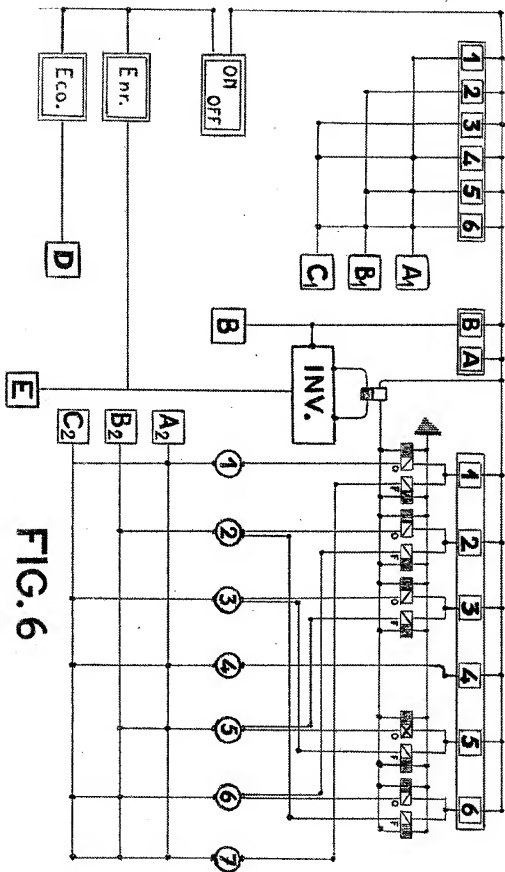 1 2 3 4 5 6 B A 1 2 3 4 5 6
A1
O F O F O F O F O F
B1
C1
INV.
ON
OFF
B
1 2 3 4 5 6 7
A2
Enr.
B2
C2
Eco.
D
E
FIG.6